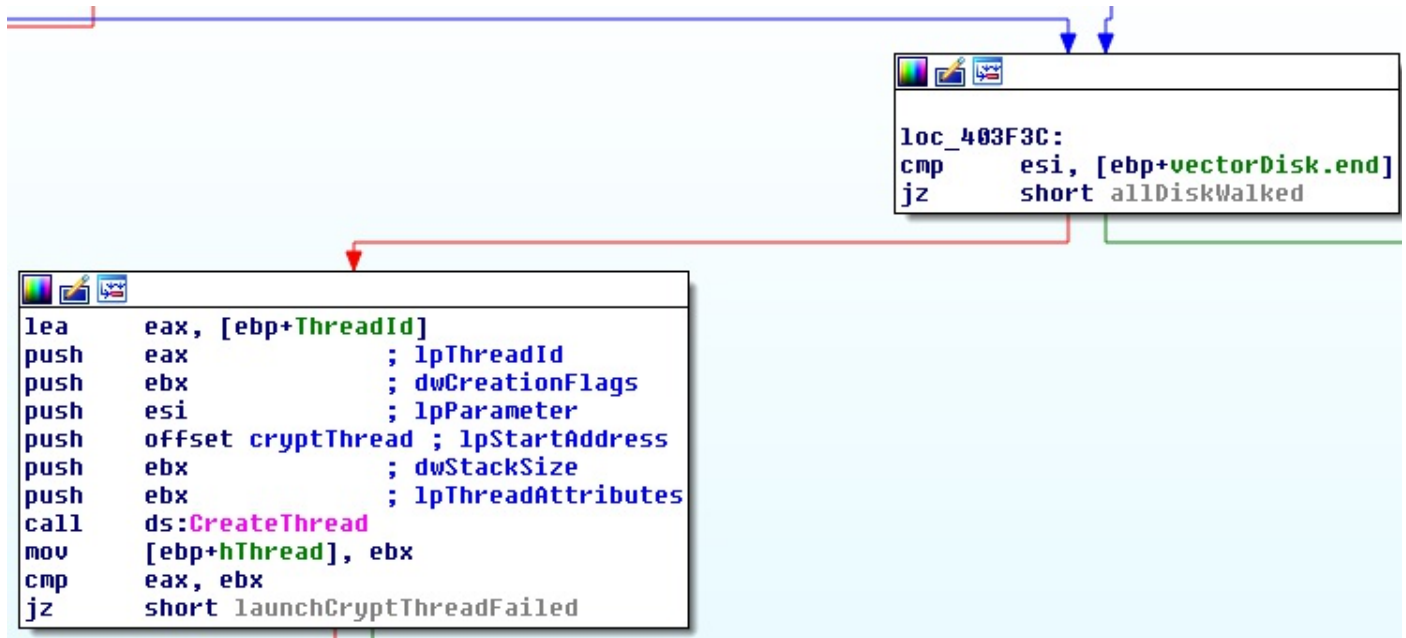 loc_403F3C:
cmp esi, [ebp+vectorDisk.end]
jz short allDiskWalked
lea eax, [ebp+ThreadId]
push eax ; lpThreadId
push ebx ; dwCreationFlags
push esi ; lpParameter
push offset cryptThread ; lpStartAddress
push ebx ; dwStackSize
push ebx ; lpThreadAttributes
call ds:CreateThread
mov [ebp+hThread], ebx
cmp eax, ebx
jz short launchCryptThreadFailed